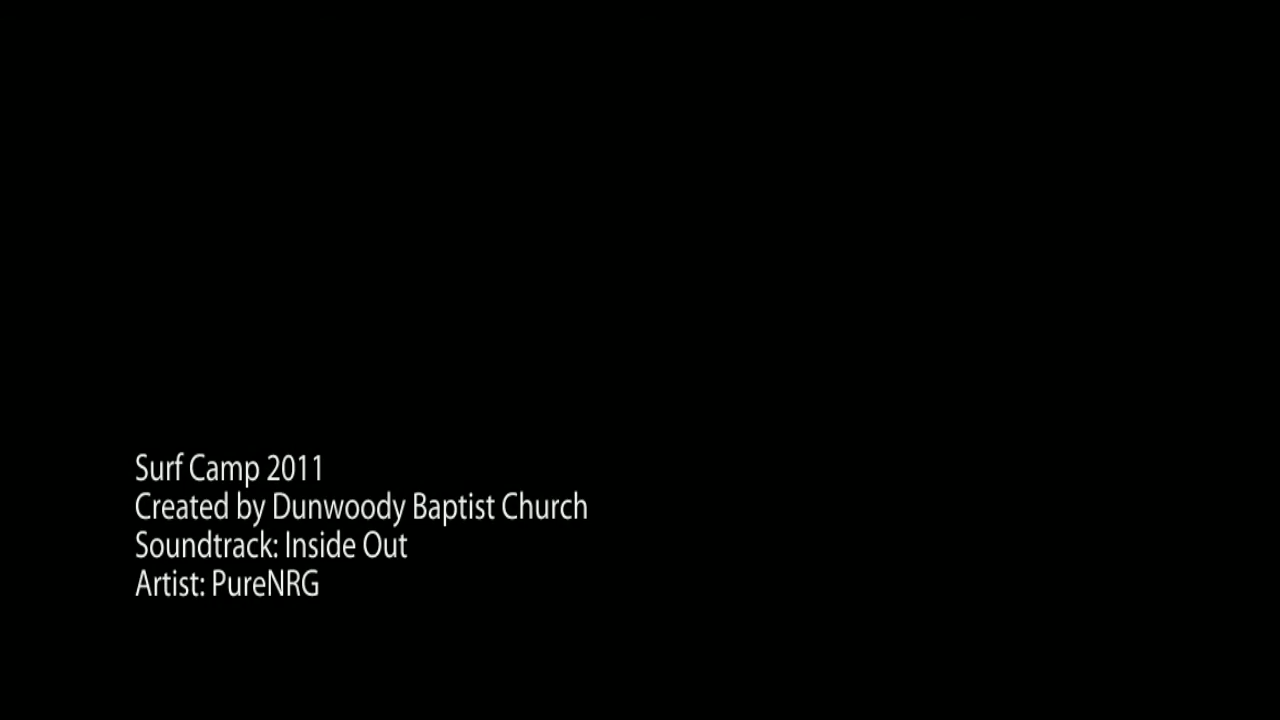 Surf Camp 2011
Created by Dunwoody Baptist Church
Soundtrack: Inside Out
Artist: PureNRG